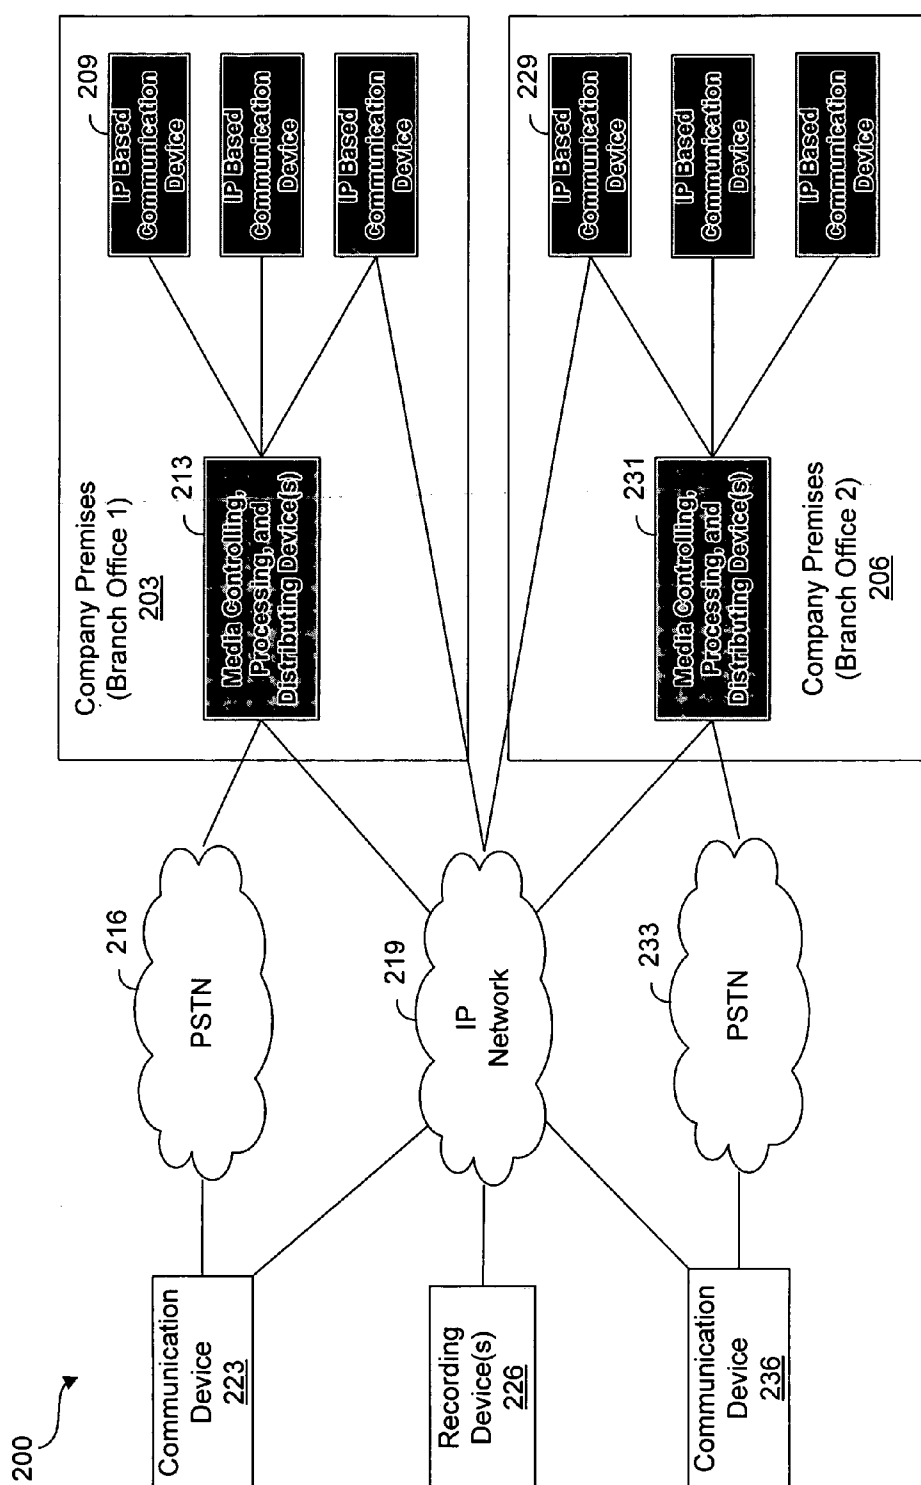 200
Communication
Device
223
Recording
Device(s)
226
Communication
Device
236
216
PSTN
219
IP
Network
233
PSTN
Company Premises
(Branch Office 1)
203
213
Media Controlling,
Processing, and
Distributing Device(s)
209
IP Based
Communication
Device
IP Based
Communication
Device
IP Based
Communication
Device
231
Media Controlling,
Processing, and
Distributing Device(s)
Company Premises
(Branch Office 2)
206
229
IP Based
Communication
Device
IP Based
Communication
Device
IP Based
Communication
Device